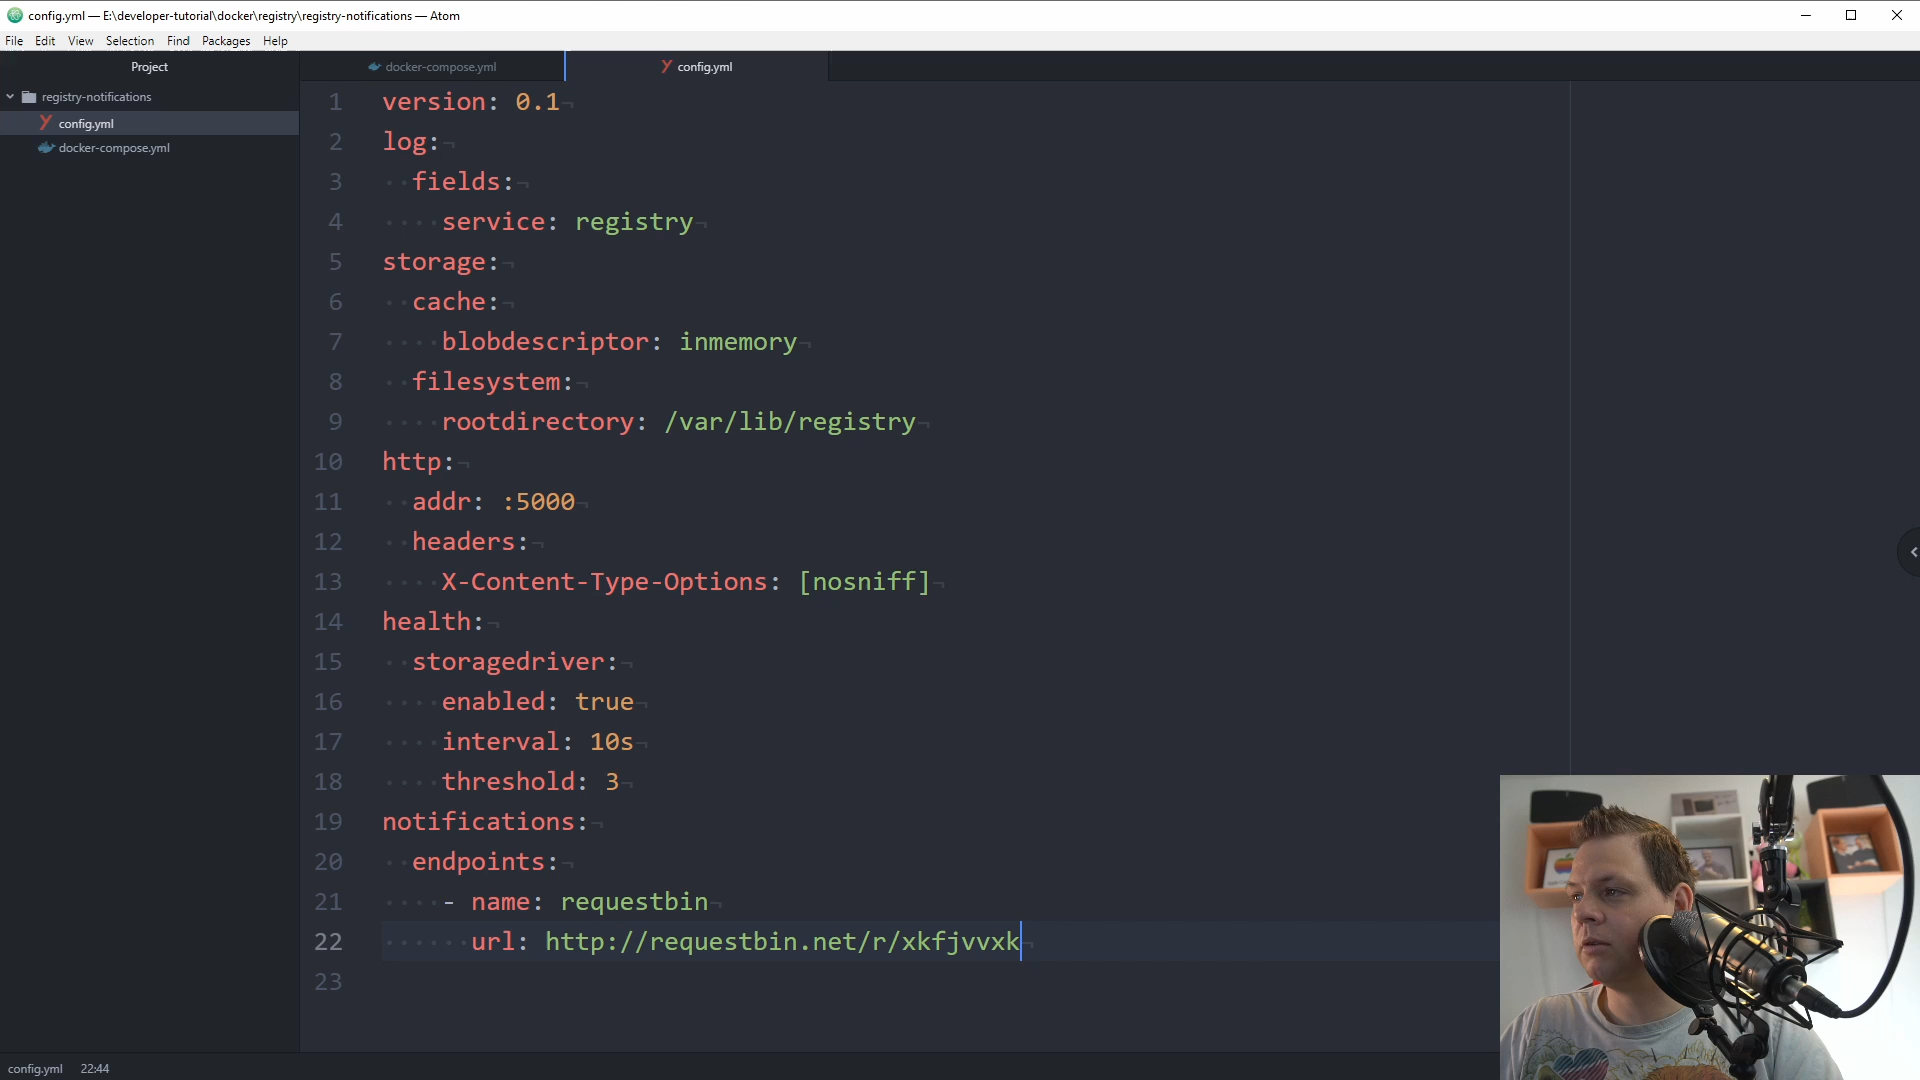 config.yml — E:\developer-tutorial\docker\registry\registry-notifications — Atom
File Edit View Selection Find Packages Help
Project
registry-notifications
config.yml
docker-compose.yml
docker-compose.yml
config.yml
1 version: 0.1
2 log:
3 fields:
4 service: registry
5 storage:
6 cache:
7 blobdescriptor: inmemory
8 filesystem:
9 rootdirectory: /var/lib/registry
10 http:
11 addr: :5000
12 headers:
13 X-Content-Type-Options: [nosniff]
14 health:
15 storagedriver:
16 enabled: true
17 interval: 10s
18 threshold: 3
19 notifications:
20 endpoints:
21 - name: requestbin
22 url: http://requestbin.net/r/xkfjvvxk
23
config.yml 22:44